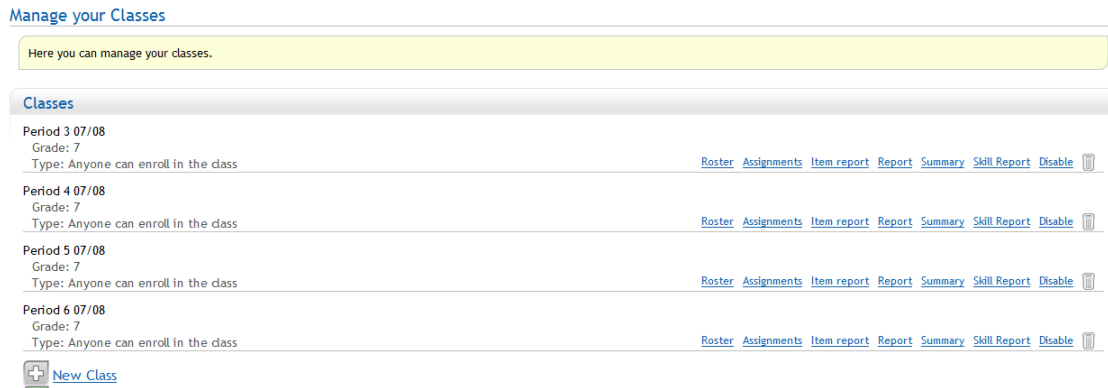 Manage your Classes
Here you can manage your classes.
Classes
Period 3 07/08
Grade: 7
Type: Anyone can enroll in the class
Roster Assignments Item report Report Summary Skill Report Disable
Period 4 07/08
Grade: 7
Type: Anyone can enroll in the class
Roster Assignments Item report Report Summary Skill Report Disable
Period 5 07/08
Grade: 7
Type: Anyone can enroll in the class
Roster Assignments Item report Report Summary Skill Report Disable
Period 6 07/08
Grade: 7
Type: Anyone can enroll in the class
Roster Assignments Item report Report Summary Skill Report Disable
New Class